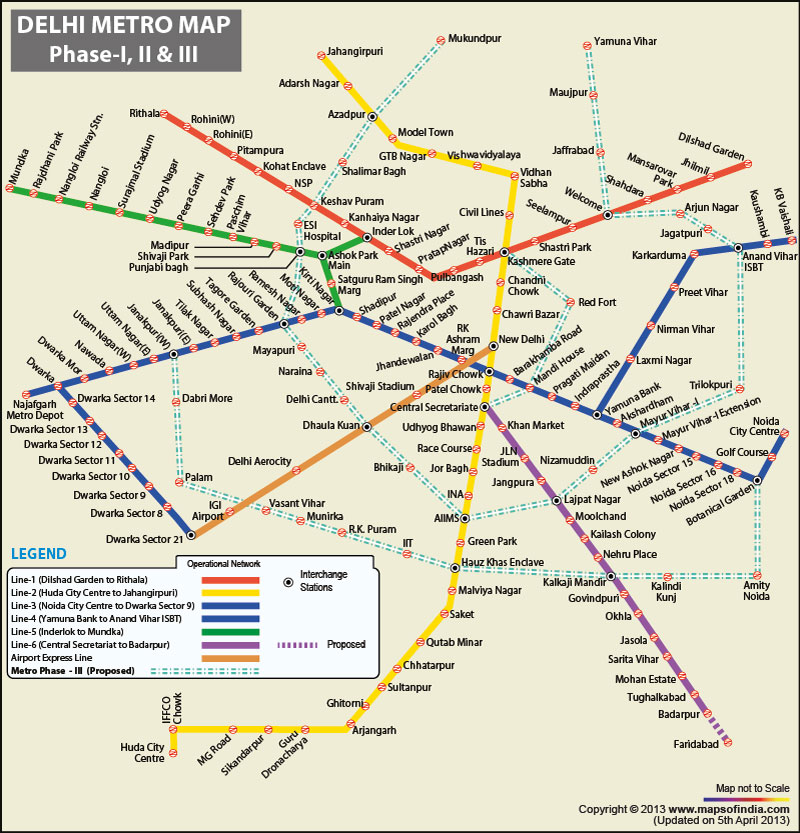 DELHI METRO MAP
Phase-I, II & III
Mukundpur
Yamuna Vihar
Jahangirpuri
Adarsh Nagar
Maujpur
Azadpur
Rithala
Rohini(W)
Rohini(E)
Pitampura
Kohat Enclave
NSP
Keshav Puram
Kanhaiya Nagar
Inder Lok
Shastri Nagar
PratapNagar
Pulbangash
Tis
Hazari
Kashmere Gate
Shastri Park
Seelampur
Welcome
Shahdara
Mansarovar
Park
Jhilmil
Dilshad Garden
Model Town
GTB Nagar
Vishwavidyalaya
Vidhan
Sabha
Civil Lines
Jaffrabad
Shalimar Bagh
Mundka
Rajdhani Park
Nangloi Railway Stn.
Nangloi
Surajmal Stadium
Udyog Nagar
Peera Garhi
Sehdev Park
Paschim
Vihar
Madipur
Shivaji Park
Punjabi bagh
ESI
Hospital
Ashok Park
Main
Satguru Ram Singh
Marg
Arjun Nagar
Jagatpuri
Karkarduma
Kaushambi
KB Vaishali
Anand Vihar
ISBT
Preet Vihar
Nirman Vihar
Laxmi Nagar
Trilokpuri
Chandni
Chowk
Chawri Bazar
Red Fort
New Delhi
RK
Ashram
Marg
Jhandewalan
Karol Bagh
Rajendra Place
Patel Nagar
Shadipur
Kirti Nagar
Moti Nagar
Ramesh Nagar
Rajouri Garden
Tagore Garden
Subhash Nagar
Tilak Nagar
Janakpur(E)
Janakpur(W)
Uttam Nagar(E)
Uttam Nagar(W)
Nawada
Dwarka Mor
Dwarka
Najafgarh
Metro Depot
Dwarka Sector 14
Dwarka Sector 13
Dwarka Sector 12
Dwarka Sector 11
Dwarka Sector 10
Dwarka Sector 9
Dwarka Sector 8
Dwarka Sector 21
Dabri More
Palam
Mayapuri
Naraina
Delhi Cantt.
Shivaji Stadium
Dhaula Kuan
Delhi Aerocity
IGI
Airport
Rajiv Chowk
Patel Chowk
Central Secretariate
Udhyog Bhawan
Race Course
Jor Bagh
INA
AIIMS
Green Park
Hauz Khas Enclave
Malviya Nagar
Saket
Qutab Minar
Chhatarpur
Sultanpur
Ghitorni
Arjangarh
Guru
Dronacharya
Sikandarpur
MG Road
IFFCO
Chowk
Huda City
Centre
Barakhamba Road
Mandi House
Pragati Maidan
Indraprastha
Yamuna Bank
Akshardham
Mayur Vihar -I
Mayur Vihar-I Extension
New Ashok Nagar
Noida Sector 15
Noida Sector 16
Noida Sector 18
Botanical Garden
Golf Course
Noida
City Centre
Khan Market
JLN
Stadium
Jangpura
Nizamuddin
Lajpat Nagar
Moolchand
Kailash Colony
Nehru Place
Kalkaji Mandir
Kalindi
Kunj
Amity
Noida
Govindpuri
Okhla
Jasola
Sarita Vihar
Mohan Estate
Tughalkabad
Badarpur
Faridabad
Bhikaji
Vasant Vihar
Munirka
R.K. Puram
IIT
LEGEND
Operational Network
Line-1 (Dilshad Garden to Rithala)
Line-2 (Huda City Centre to Jahangirpuri)
Line-3 (Noida City Centre to Dwarka Sector 9)
Line-4 (Yamuna Bank to Anand Vihar ISBT)
Line-5 (Inderlok to Mundka)
Line-6 (Central Secretariat to Badarpur)
Airport Express Line
Metro Phase - III (Proposed)
Interchange
Stations
Proposed
Map not to Scale
Copyright © 2013 www.mapsofindia.com
(Updated on 5th April 2013)